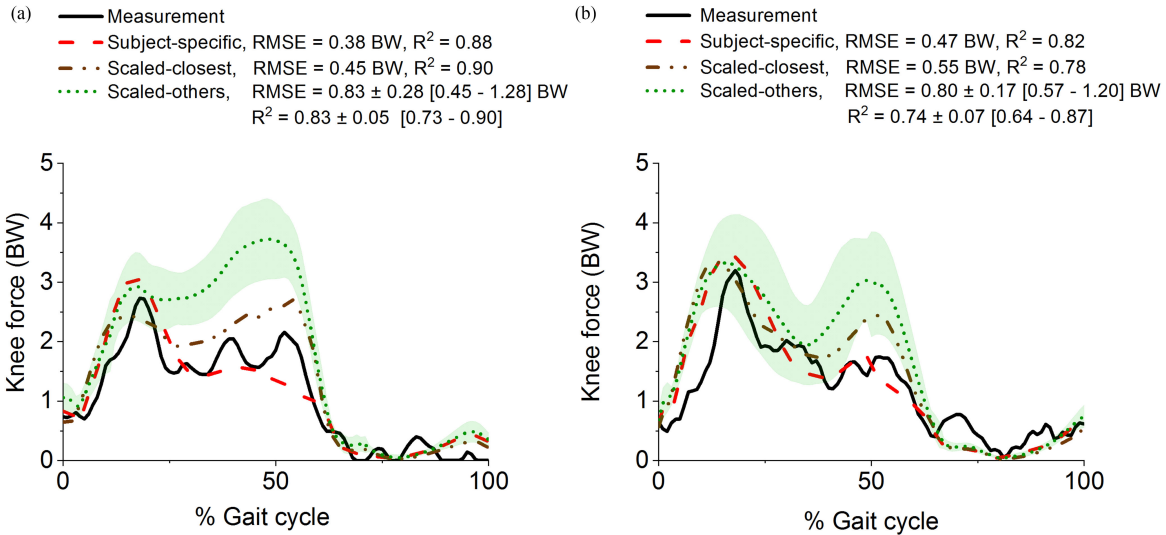 (a)
Measurement
Subject-specific, RMSE = 0.38 BW, R² = 0.88
Scaled-closest, RMSE = 0.45 BW, R² = 0.90
Scaled-others, RMSE = 0.83 ± 0.28 [0.45 - 1.28] BW
R² = 0.83 ± 0.05 [0.73 - 0.90]
5
4
3
2
1
0
Knee force (BW)
0
50
100
% Gait cycle
(b)
Measurement
Subject-specific, RMSE = 0.47 BW, R² = 0.82
Scaled-closest, RMSE = 0.55 BW, R² = 0.78
Scaled-others, RMSE = 0.80 ± 0.17 [0.57 - 1.20] BW
R² = 0.74 ± 0.07 [0.64 - 0.87]
5
4
3
2
1
0
Knee force (BW)
0
50
100
% Gait cycle